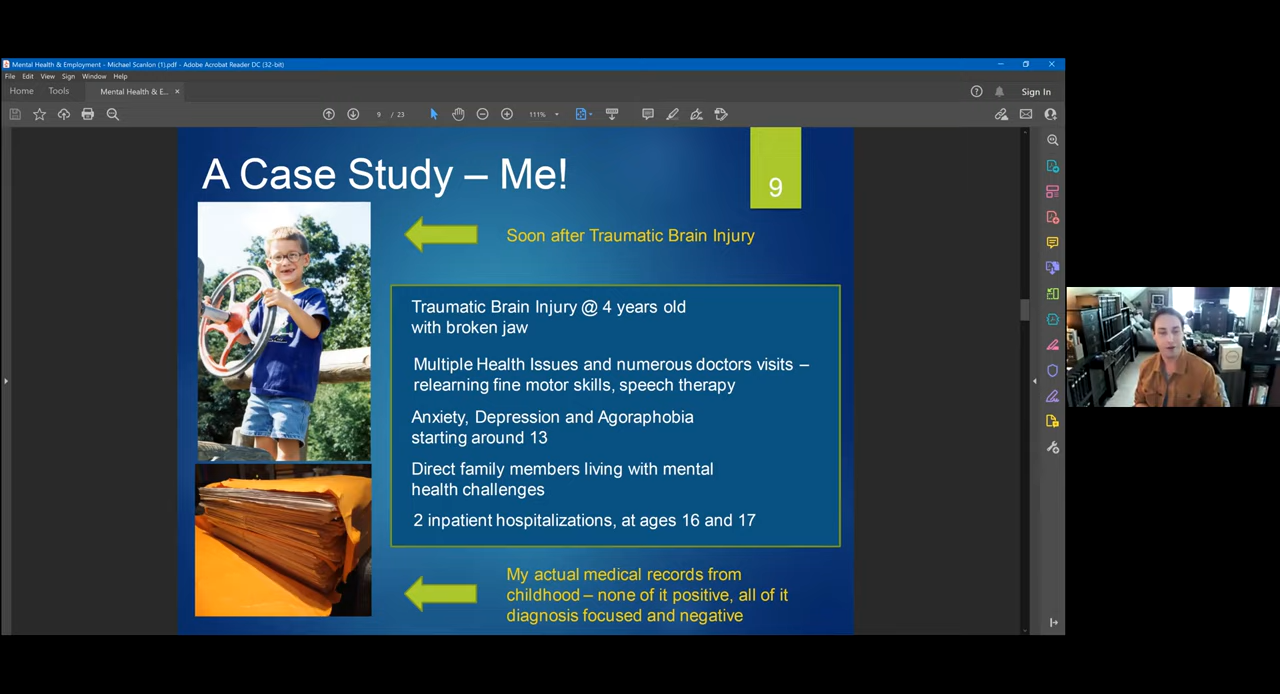 Mental Health & Employment - Michael Scanlon (1).pdf - Adobe Acrobat Reader DC (32-bit)
File Edit View Sign Window Help
Home Tools Mental Health & E... × Sign In
9 / 23 111%
A Case Study – Me!
9
Soon after Traumatic Brain Injury
Traumatic Brain Injury @ 4 years old
with broken jaw
Multiple Health Issues and numerous doctors visits –
relearning fine motor skills, speech therapy
Anxiety, Depression and Agoraphobia
starting around 13
Direct family members living with mental
health challenges
2 inpatient hospitalizations, at ages 16 and 17
My actual medical records from
childhood – none of it positive, all of it
diagnosis focused and negative